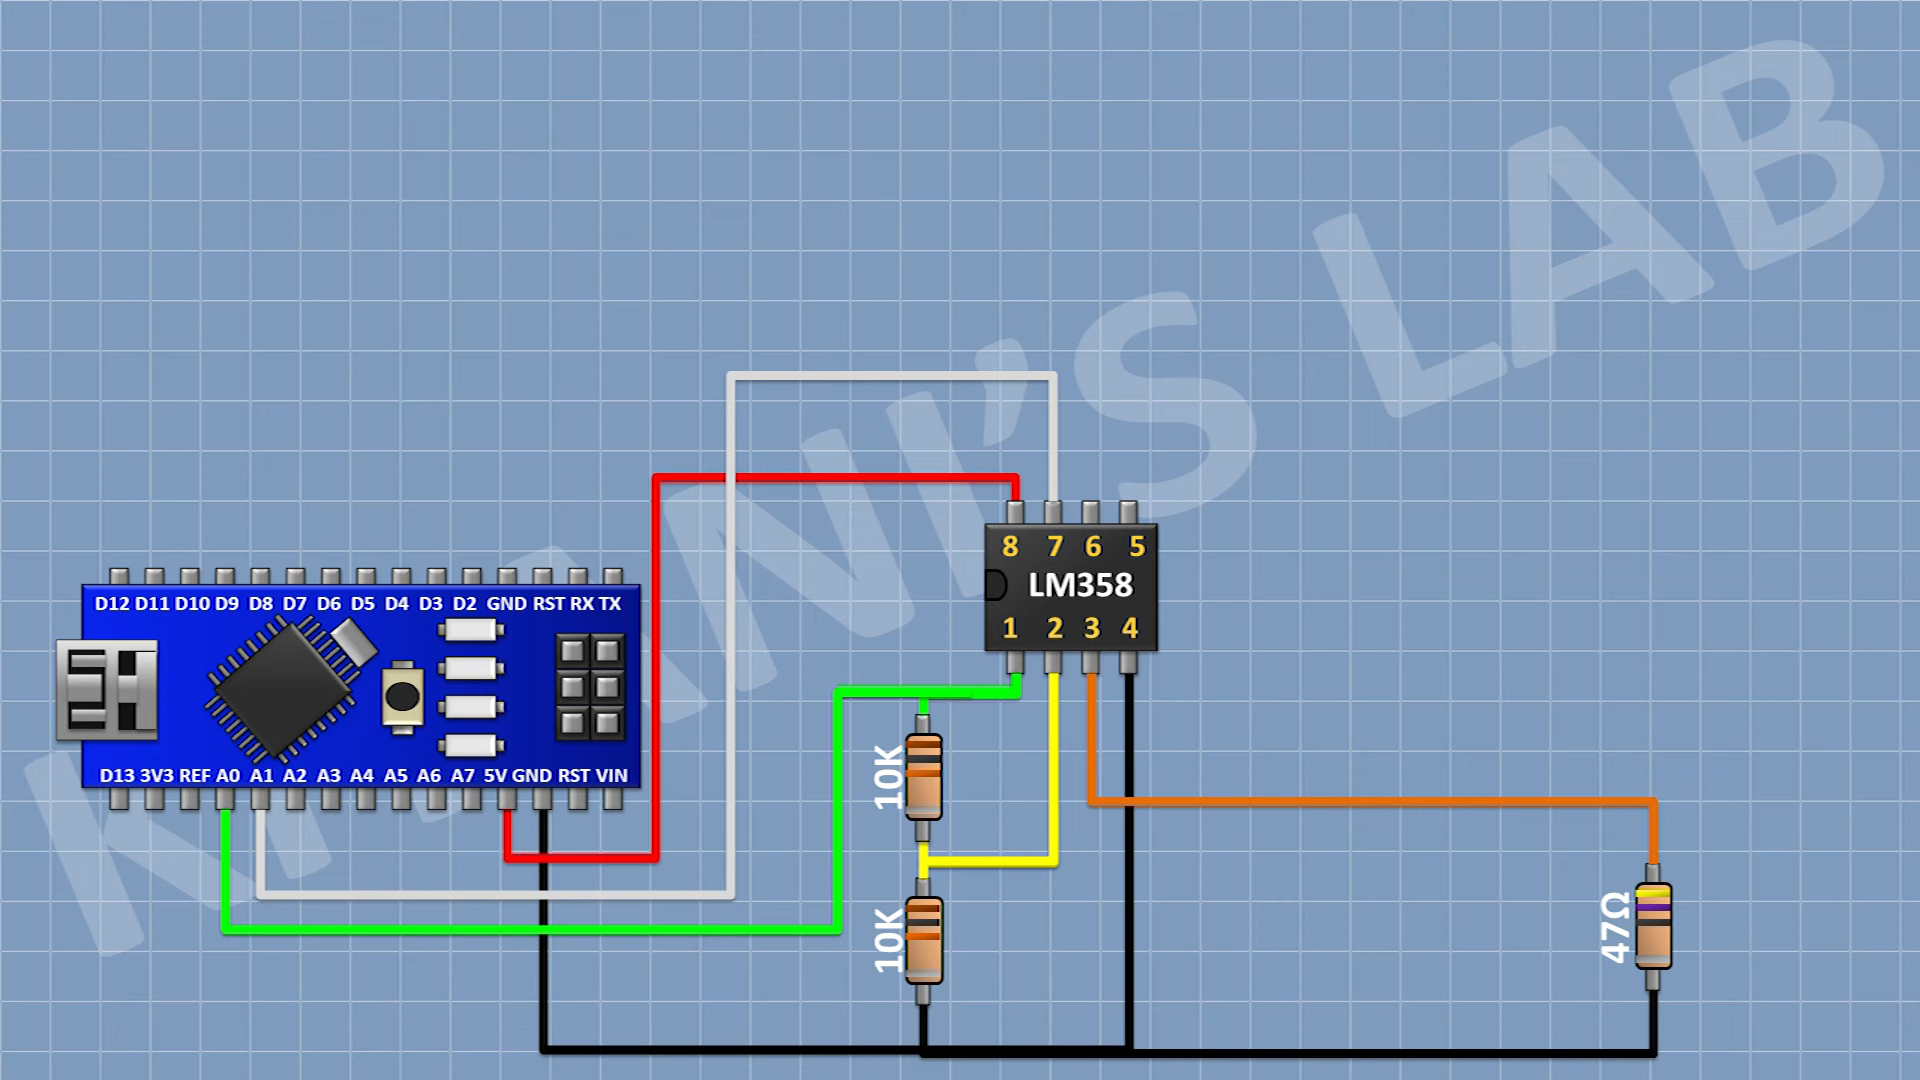 KHANI'S LAB
8 7 6 5
LM358
1 2 3 4
D12 D11 D10 D9 D8 D7 D6 D5 D4 D3 D2 GND RST RX TX
D13 3V3 REF A0 A1 A2 A3 A4 A5 A6 A7 5V GND RST VIN
10K
10K
47Ω